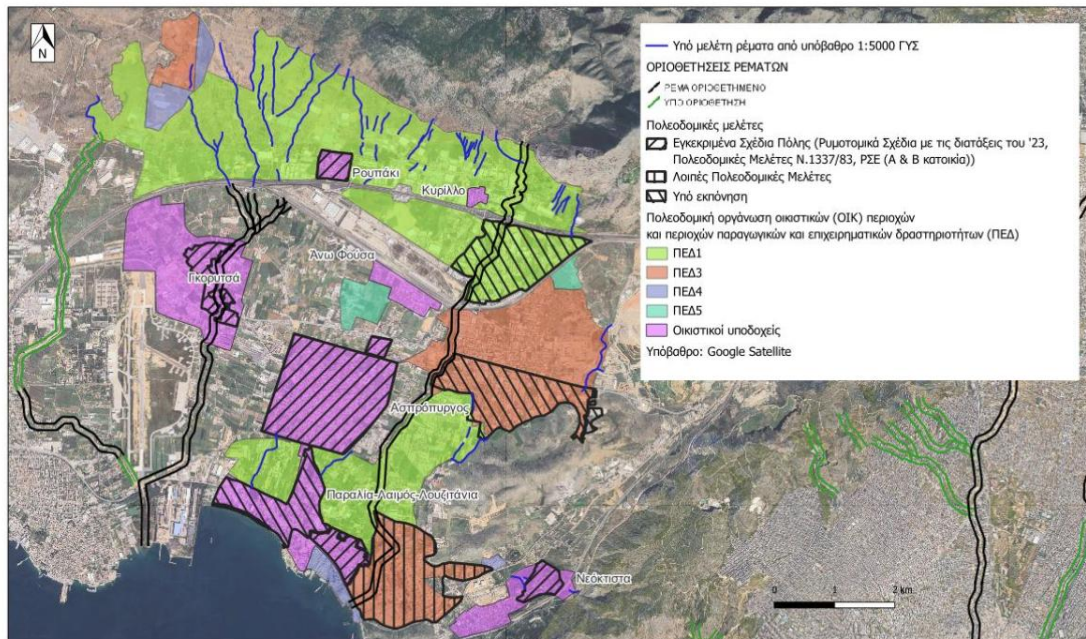 N
Υπό μελέτη ρέματα από υπόβαθρο 1:5000 ΓΥΣ
ΟΡΙΟΘΕΤΗΣΕΙΣ ΡΕΜΑΤΩΝ
ΡΕΜΑ ΟΡΙΟΘΕΤΗΜΕΝΟ
ΥΠΟ ΟΡΙΟΘΕΤΗΣΗ
Πολεοδομικές μελέτες
Εγκεκριμένα Σχέδια Πόλης (Ρυμοτομικά Σχέδια με τις διατάξεις του '23,
Πολεοδομικές Μελέτες Ν.1337/83, ΡΣΕ (Α & Β κατοικία))
Λοιπές Πολεοδομικές Μελέτες
Υπό εκπόνηση
Πολεοδομική οργάνωση οικιστικών (ΟΙΚ) περιοχών
και περιοχών παραγωγικών και επιχειρηματικών δραστηριοτήτων (ΠΕΔ)
ΠΕΔ1
ΠΕΔ3
ΠΕΔ4
ΠΕΔ5
Οικιστικοί υποδοχείς
Υπόβαθρο: Google Satellite
Ρουπάκι
Κύριλλο
Άνω Φούσα
Γκορυτσά
Ασπρόπυργος
Παραλία-Λαιμός-Λουζιτάνια
Νεόκτιστα
0 1 2 km